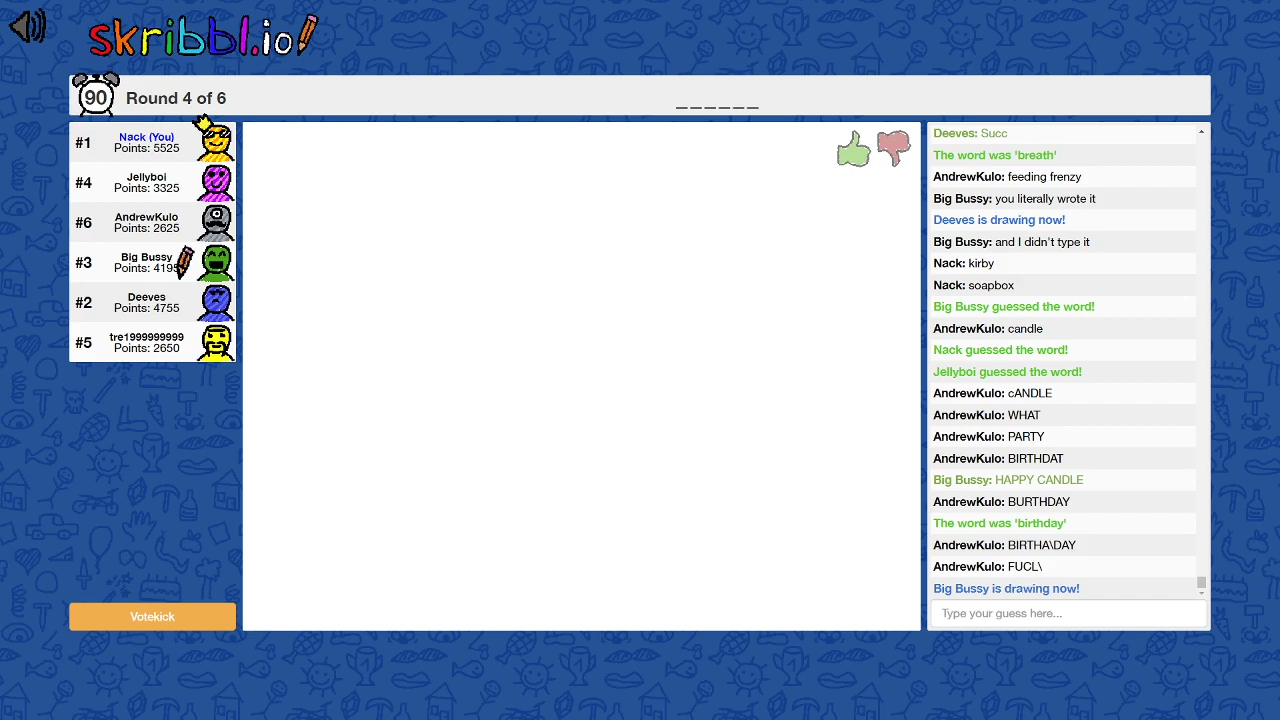 skribbl.io
90
Round 4 of 6
______
#1
Nack (You)
Points: 5525
#4
Jellyboi
Points: 3325
#6
AndrewKulo
Points: 2625
#3
Big Bussy
Points: 4195
#2
Deeves
Points: 4755
#5
tre1999999999
Points: 2650
Votekick
Deeves: Succ
The word was 'breath'
AndrewKulo: feeding frenzy
Big Bussy: you literally wrote it
Deeves is drawing now!
Big Bussy: and I didn't type it
Nack: kirby
Nack: soapbox
Big Bussy guessed the word!
AndrewKulo: candle
Nack guessed the word!
Jellyboi guessed the word!
AndrewKulo: cANDLE
AndrewKulo: WHAT
AndrewKulo: PARTY
AndrewKulo: BIRTHDAT
Big Bussy: HAPPY CANDLE
AndrewKulo: BURTHDAY
The word was 'birthday'
AndrewKulo: BIRTHA\DAY
AndrewKulo: FUCL\
Big Bussy is drawing now!
Type your guess here...